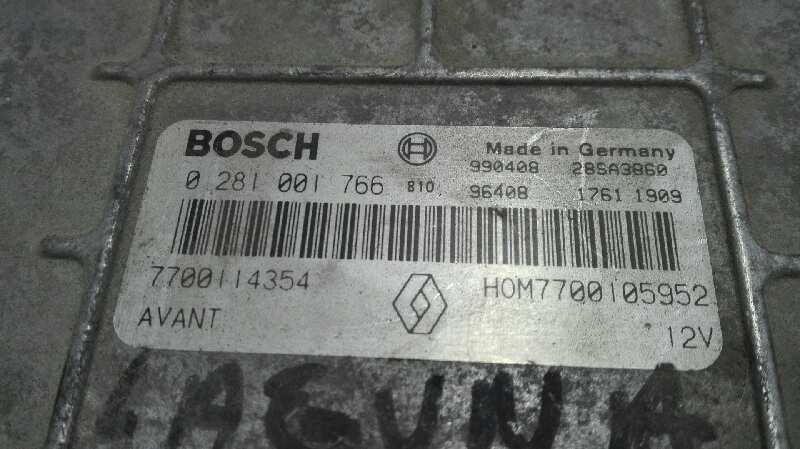 BOSCH
Made in Germany
990408 28SA3860
0 281 001 766 810 96408 1761 1909
7700114354 HOM7700105952
AVANT 12V
LAGUNA